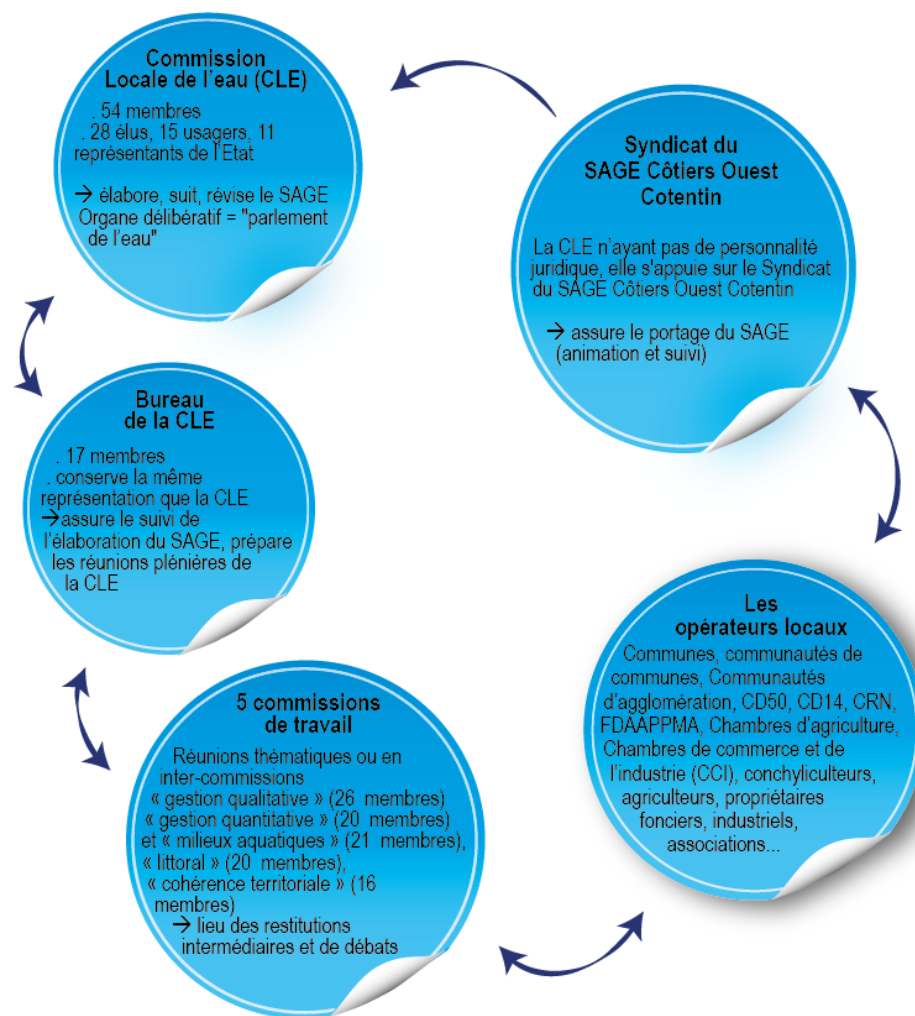 Commission
Locale de l'eau (CLE)
. 54 membres
. 28 élus, 15 usagers, 11
représentants de l'Etat
→ élabore, suit, révise le SAGE
Organe délibératif = "parlement
de l'eau"
Syndicat du
SAGE Côtiers Ouest
Cotentin
La CLE n'ayant pas de personnalité
juridique, elle s'appuie sur le Syndicat
du SAGE Côtiers Ouest Cotentin
→ assure le portage du SAGE
(animation et suivi)
Bureau
de la CLE
. 17 membres
. conserve la même
représentation que la CLE
→assure le suivi de
l'élaboration du SAGE, prépare
les réunions plénières de
la CLE
Les
opérateurs locaux
Communes, communautés de
communes, Communautés
d'agglomération, CD50, CD14, CRN,
FDAAPPMA, Chambres d'agriculture,
Chambres de commerce et de
l'industrie (CCI), conchyliculteurs,
agriculteurs, propriétaires
fonciers, industriels,
associations...
5 commissions
de travail
Réunions thématiques ou en
inter-commissions
« gestion qualitative » (26 membres)
« gestion quantitative » (20 membres)
et « milieux aquatiques » (21 membres),
« littoral » (20 membres),
« cohérence territoriale » (16
membres)
→ lieu des restitutions
intermédiaires et de débats